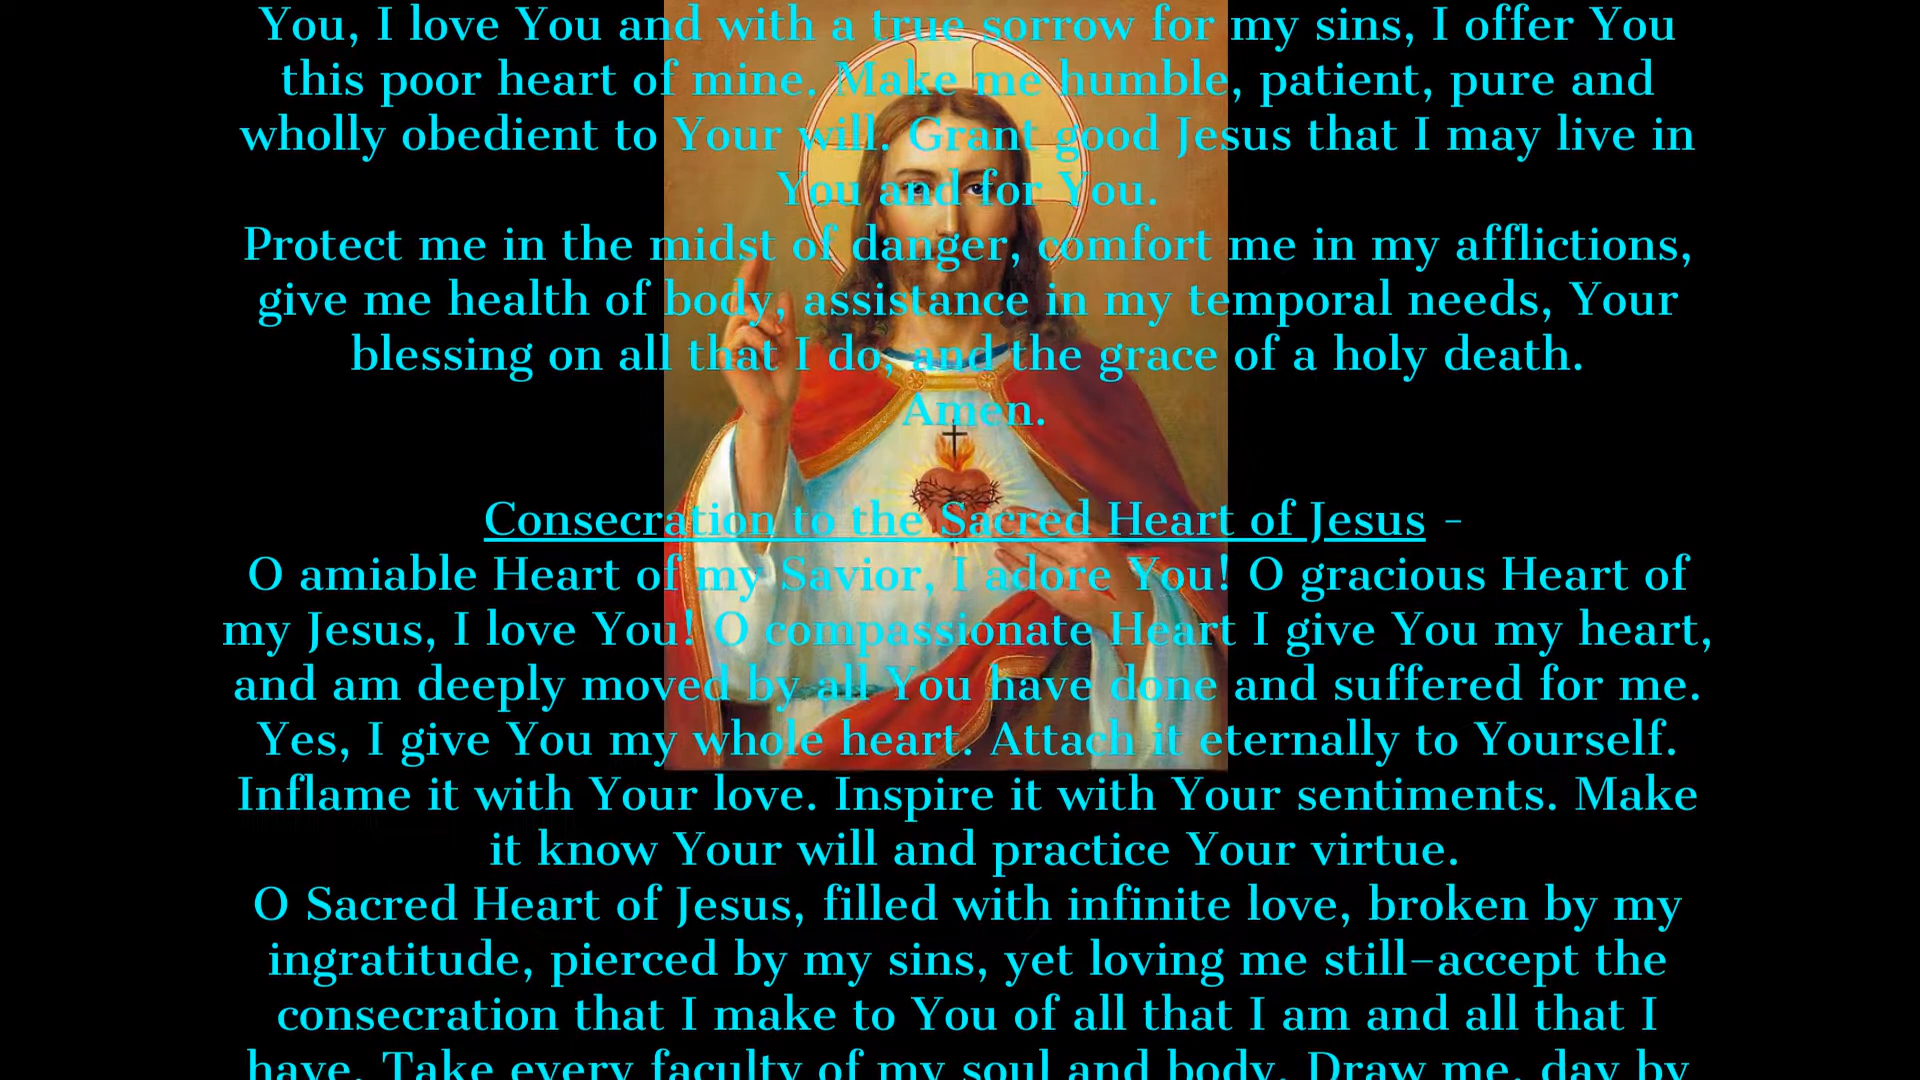 You, I love You and with a true sorrow for my sins, I offer You
this poor heart of mine. Make me humble, patient, pure and
wholly obedient to Your will. Grant good Jesus that I may live in
You and for You.
Protect me in the midst of danger, comfort me in my afflictions,
give me health of body, assistance in my temporal needs, Your
blessing on all that I do, and the grace of a holy death.
Amen.
Consecration to the Sacred Heart of Jesus -
O amiable Heart of my Savior, I adore You! O gracious Heart of
my Jesus, I love You! O compassionate Heart I give You my heart,
and am deeply moved by all You have done and suffered for me.
Yes, I give You my whole heart. Attach it eternally to Yourself.
Inflame it with Your love. Inspire it with Your sentiments. Make
it know Your will and practice Your virtue.
O Sacred Heart of Jesus, filled with infinite love, broken by my
ingratitude, pierced by my sins, yet loving me still–accept the
consecration that I make to You of all that I am and all that I
have. Take every faculty of my soul and body. Draw me, day by